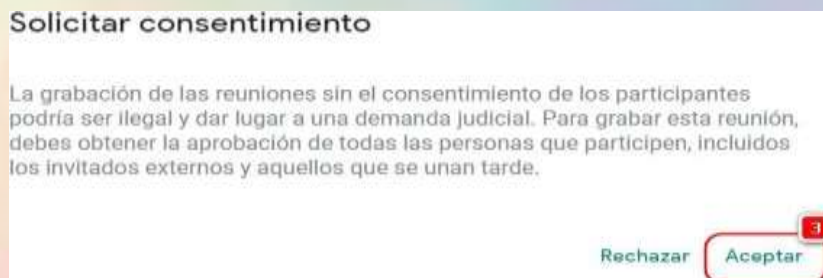 Solicitar consentimiento
La grabación de las reuniones sin el consentimiento de los participantes
podría ser ilegal y dar lugar a una demanda judicial. Para grabar esta reunión,
debes obtener la aprobación de todas las personas que participen, incluidos
los invitados externos y aquellos que se unan tarde.
3
Rechazar Aceptar